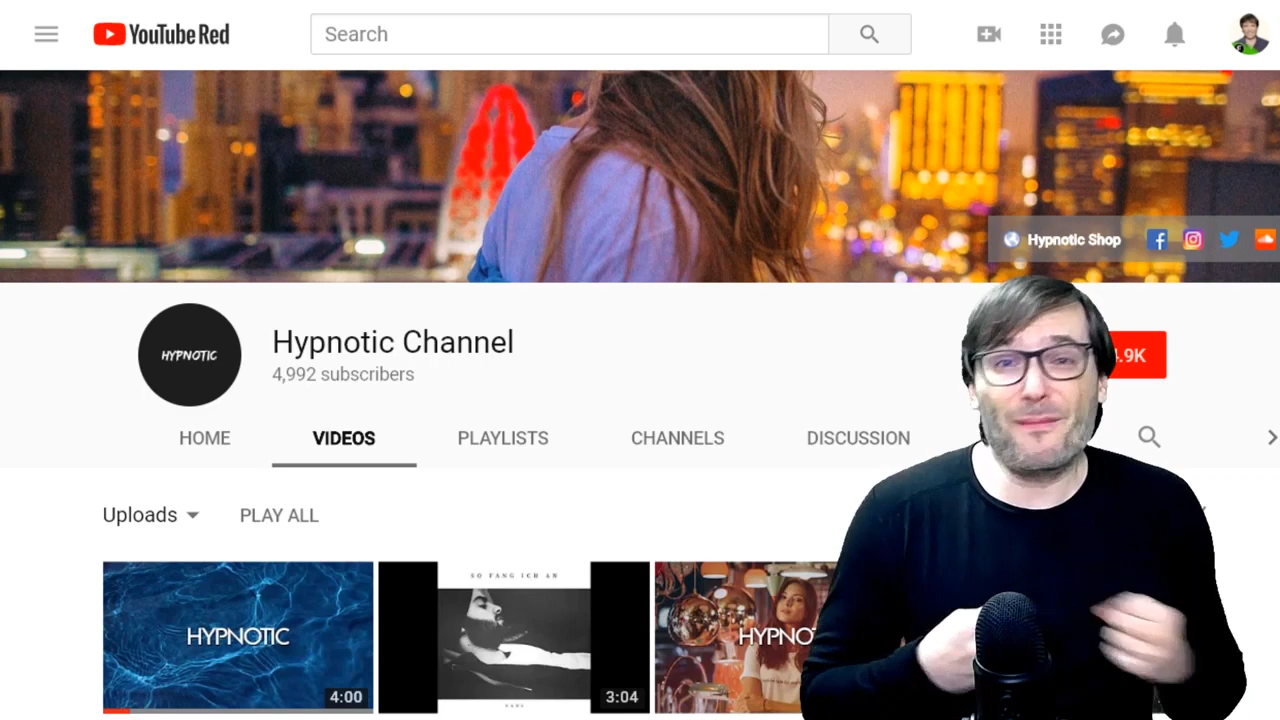 YouTube Red
Search
Hypnotic Shop
HYPNOTIC
Hypnotic Channel
4,992 subscribers
.9K
HOME
VIDEOS
PLAYLISTS
CHANNELS
DISCUSSION
Uploads
PLAY ALL
HYPNOTIC
4:00
SO FANG ICH AN
3:04
HYPNO